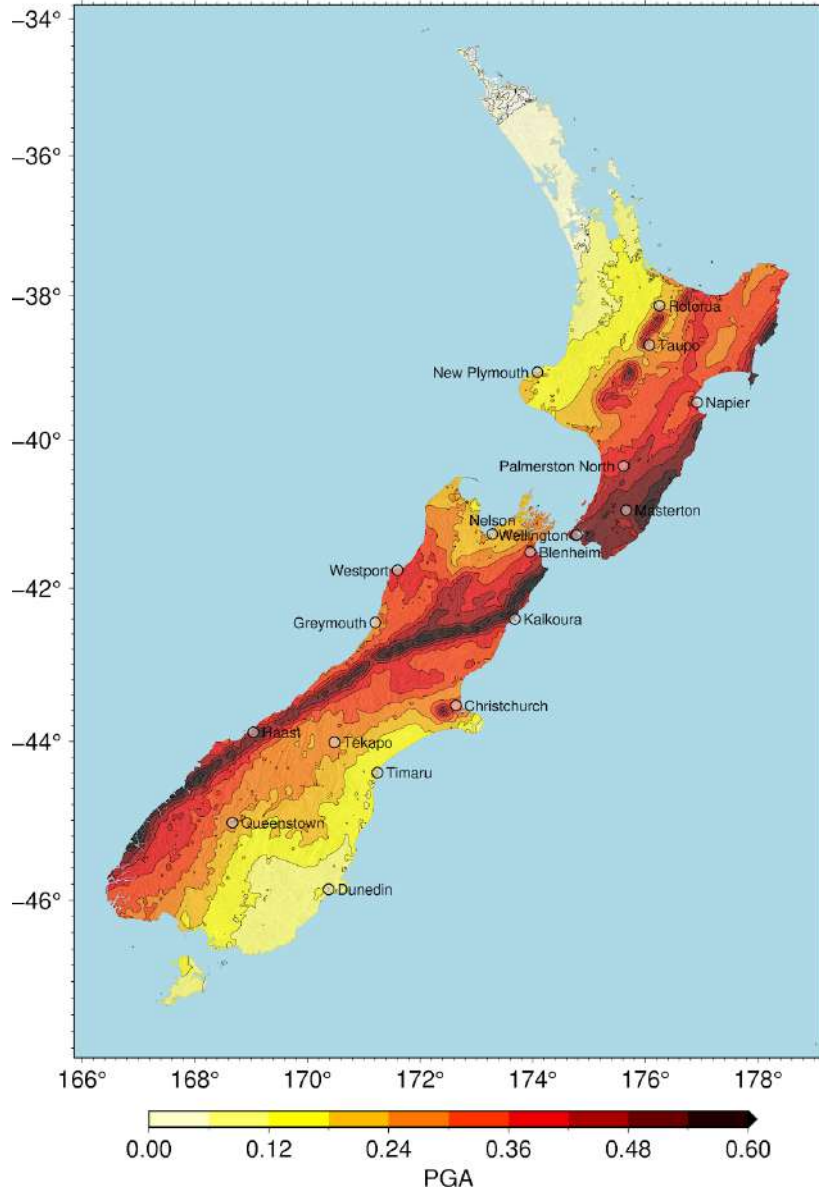 −34°
−36°
−38°
Rotorua
Taupo
New Plymouth
Napier
−40°
Palmerston North
Masterton
Nelson
Wellington
Blenheim
Westport
−42°
Kaikoura
Greymouth
Christchurch
Haast
−44°
Tekapo
Timaru
Queenstown
Dunedin
−46°
166° 168° 170° 172° 174° 176° 178°
0.00 0.12 0.24 0.36 0.48 0.60
PGA